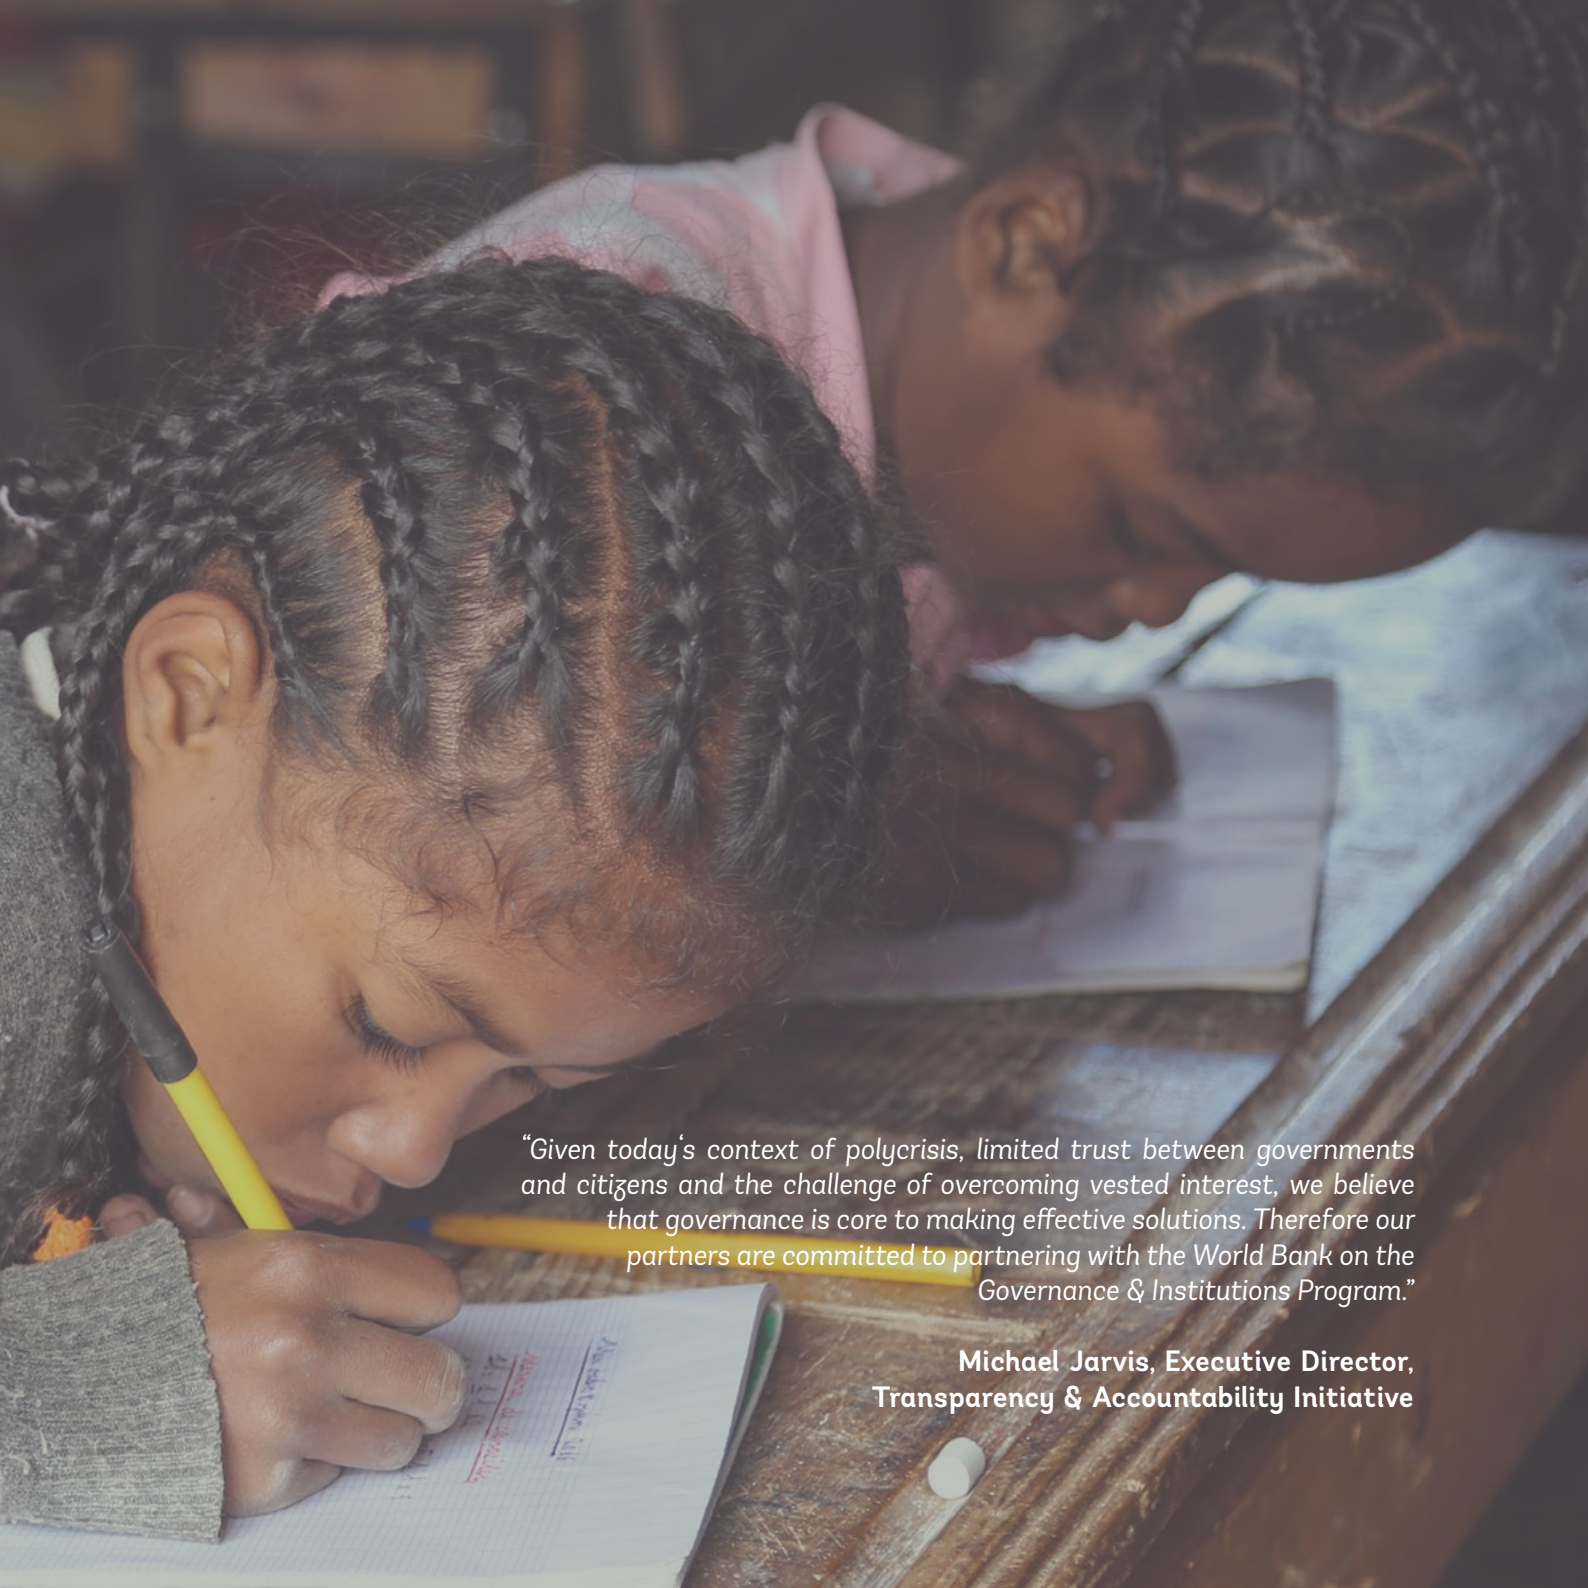 “Given today‘s context of polycrisis, limited trust between governments
and citizens and the challenge of overcoming vested interest, we believe
that governance is core to making effective solutions. Therefore our
partners are committed to partnering with the World Bank on the
Governance & Institutions Program.”
Michael Jarvis, Executive Director,
Transparency & Accountability Initiative